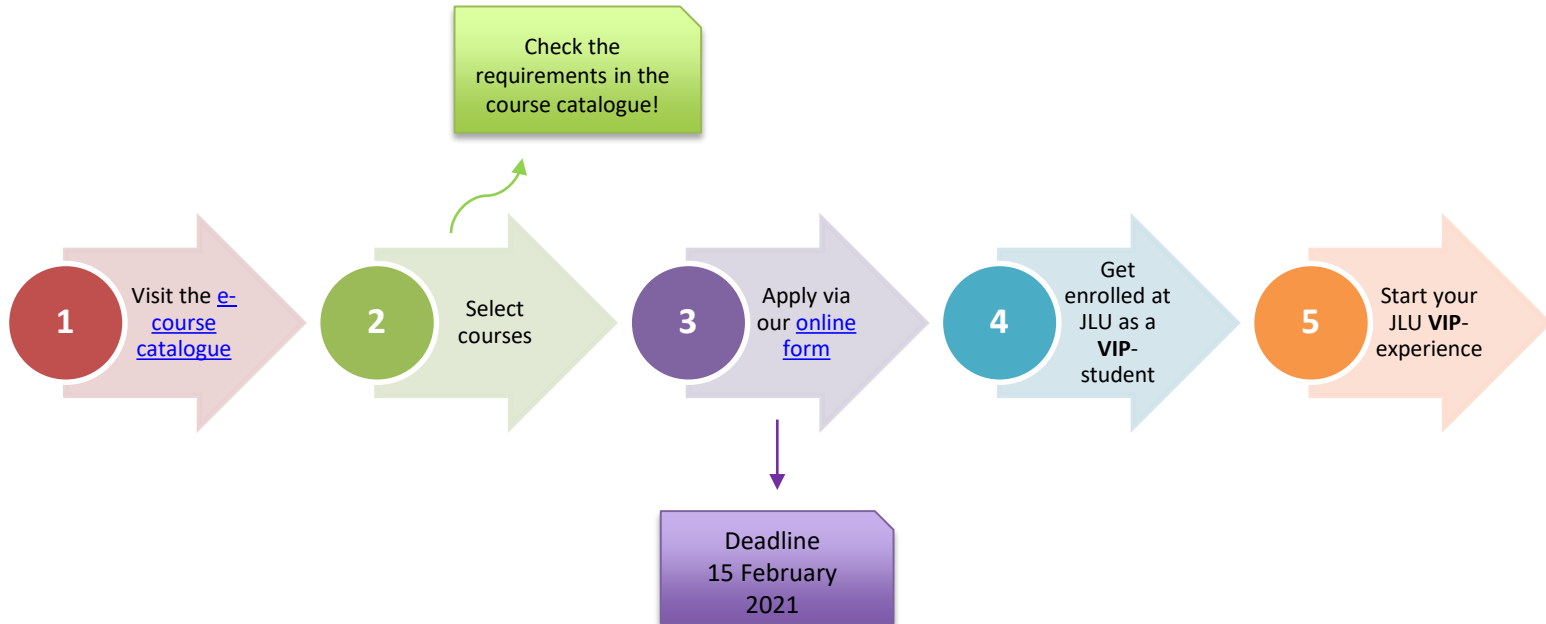 Check the
requirements in the
course catalogue!
1
Visit the e-
course
catalogue
2
Select
courses
3
Apply via
our online
form
4
Get
enrolled at
JLU as a
VIP-
student
5
Start your
JLU VIP-
experience
Deadline
15 February
2021